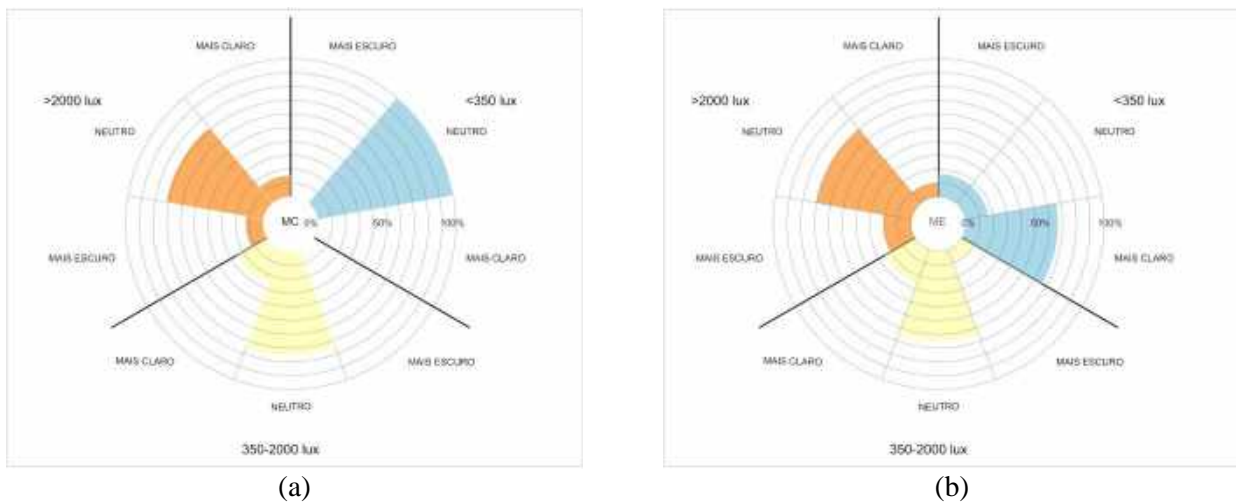 MAIS CLARO
MAIS ESCURO
>2000 lux
<350 lux
NEUTRO
NEUTRO
MC
0%
50%
100%
MAIS ESCURO
MAIS CLARO
MAIS CLARO
MAIS ESCURO
NEUTRO
350-2000 lux
(a)
MAIS CLARO
MAIS ESCURO
>2000 lux
<350 lux
NEUTRO
NEUTRO
ME
0%
50%
100%
MAIS ESCURO
MAIS CLARO
MAIS CLARO
MAIS ESCURO
NEUTRO
350-2000 lux
(b)